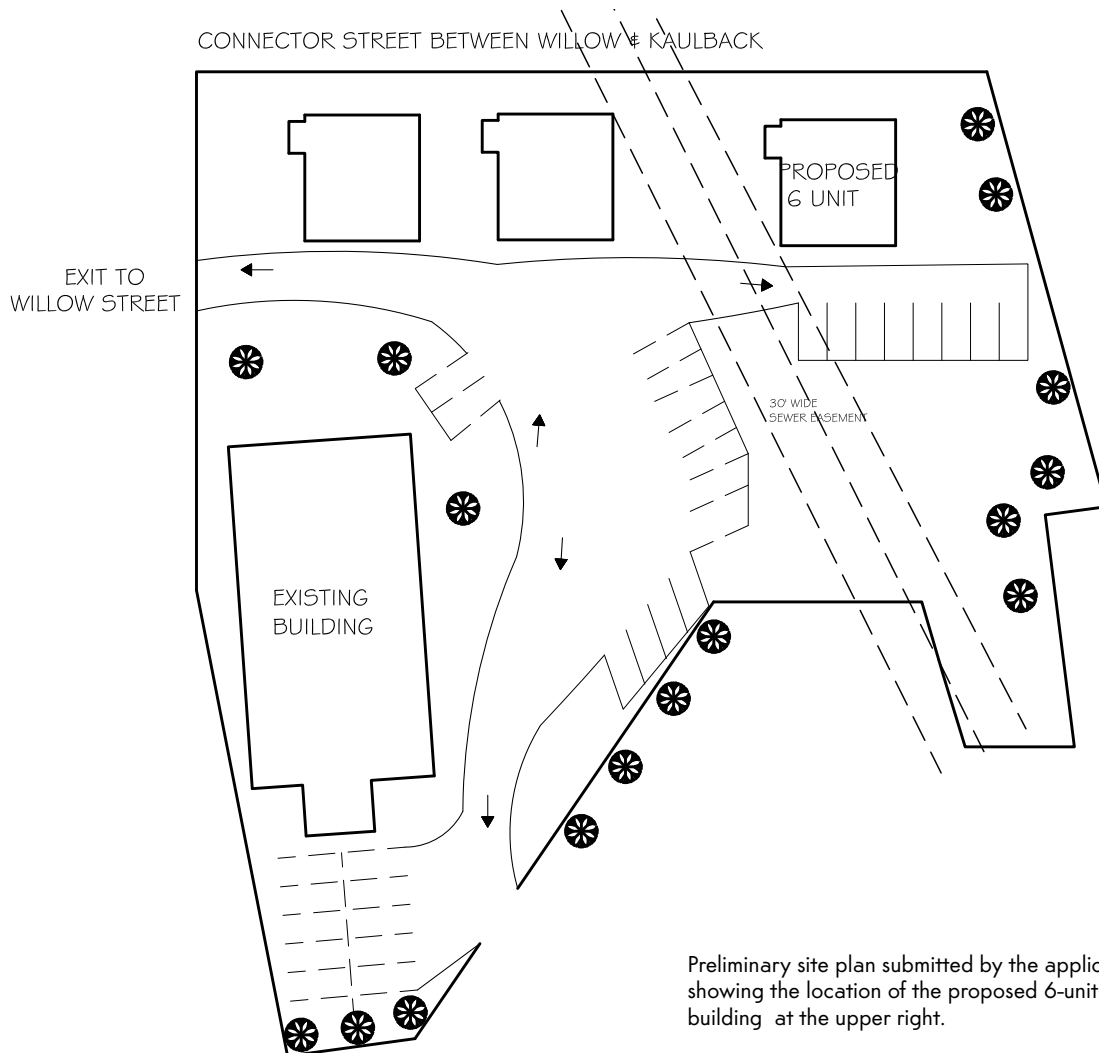 CONNECTOR STREET BETWEEN WILLOW & KAULBACK
PROPOSED
6 UNIT
EXIT TO
WILLOW STREET
30' WIDE
SEWER EASEMENT
EXISTING
BUILDING
Preliminary site plan submitted by the applic
showing the location of the proposed 6-unit
building at the upper right.